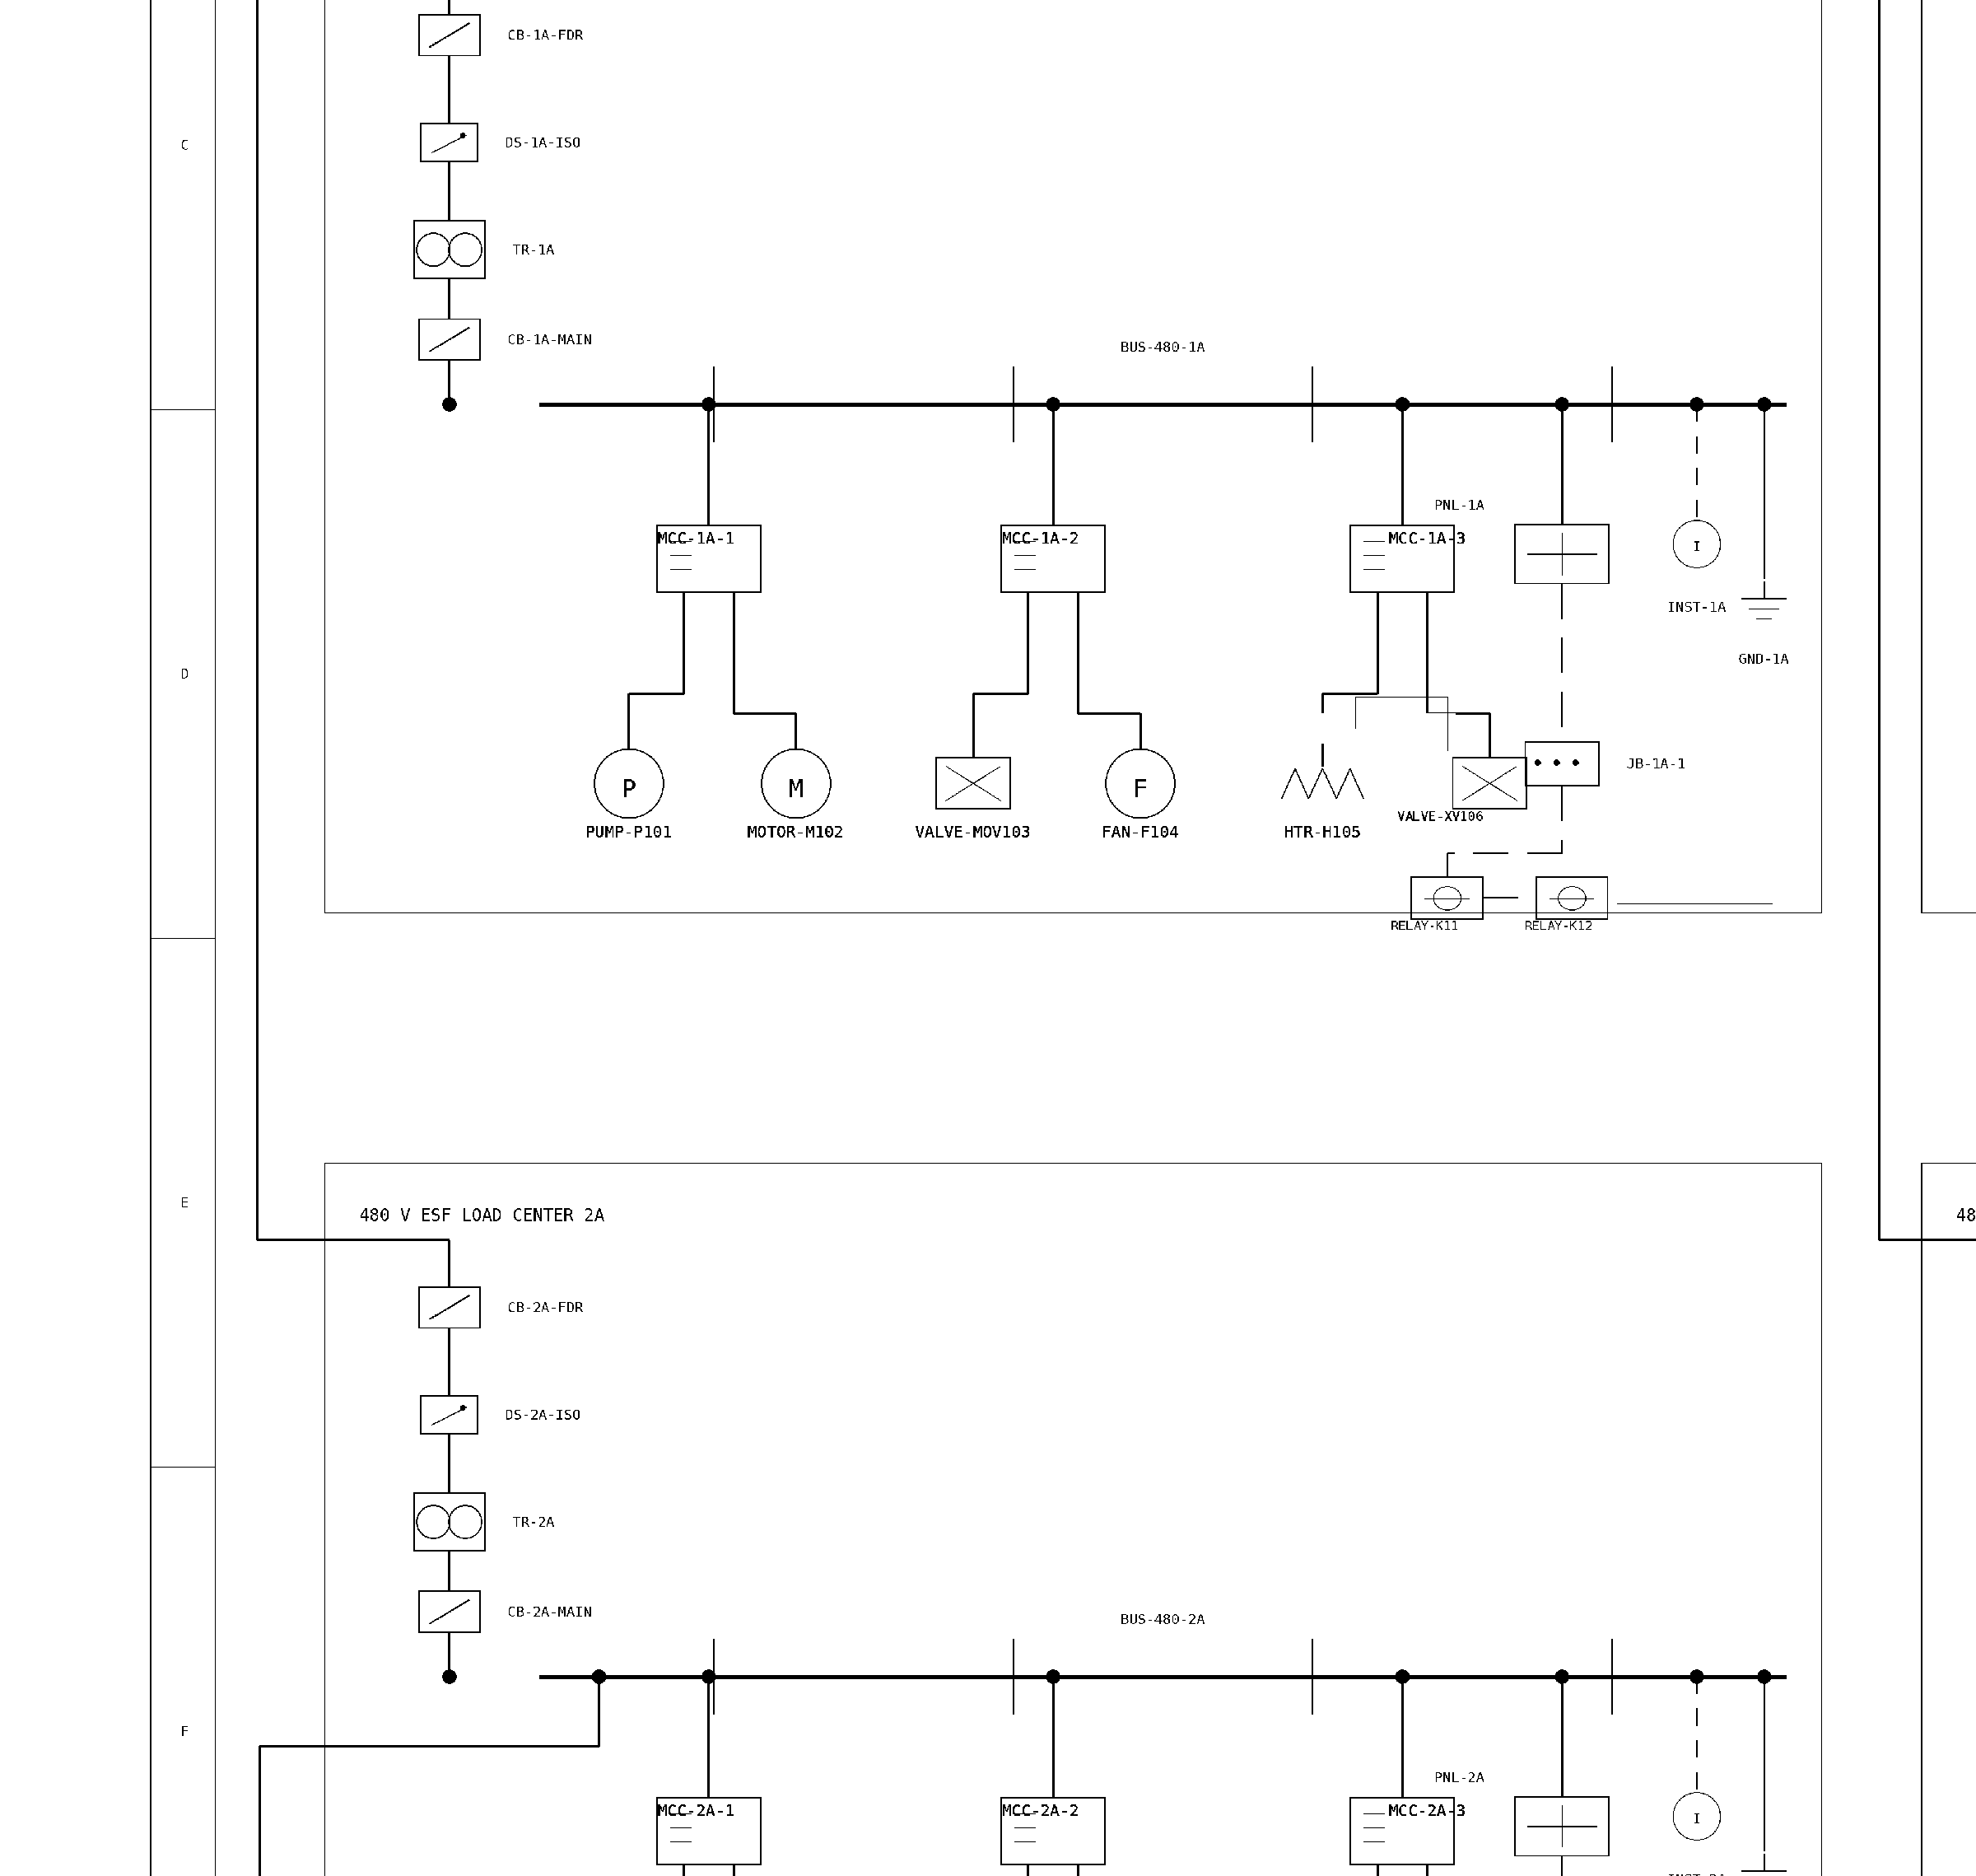 CB-1A-FDR
C
DS-1A-ISO
TR-1A
CB-1A-MAIN
BUS-480-1A
PNL-1A
MCC-1A-1
MCC-1A-2
MCC-1A-3
I
INST-1A
GND-1A
D
JB-1A-1
P
M
F
VALVE-XV106
PUMP-P101
MOTOR-M102
VALVE-MOV103
FAN-F104
HTR-H105
RELAY-K11
RELAY-K12
E
480 V ESF LOAD CENTER 2A
48
CB-2A-FDR
DS-2A-ISO
TR-2A
CB-2A-MAIN
BUS-480-2A
F
PNL-2A
MCC-2A-1
MCC-2A-2
MCC-2A-3
I